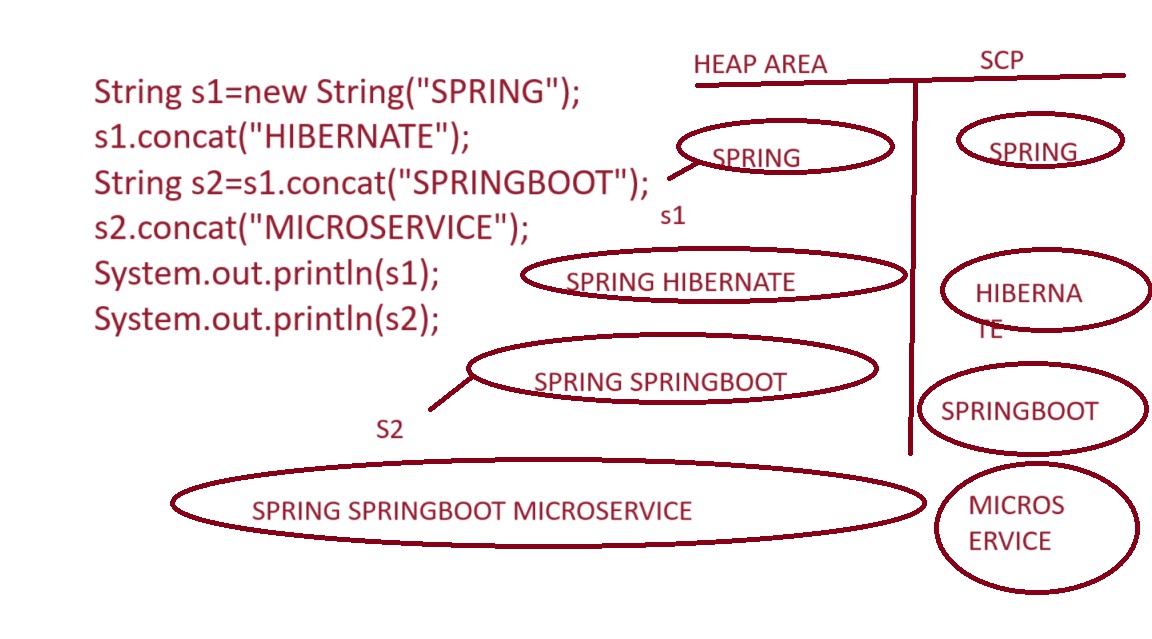 HEAP AREA
SCP
String s1=new String("SPRING");
s1.concat("HIBERNATE");
String s2=s1.concat("SPRINGBOOT");
s2.concat("MICROSERVICE");
System.out.println(s1);
System.out.println(s2);
SPRING
SPRING
s1
SPRING HIBERNATE
HIBERNA
TE
SPRING SPRINGBOOT
SPRINGBOOT
S2
SPRING SPRINGBOOT MICROSERVICE
MICROS
ERVICE